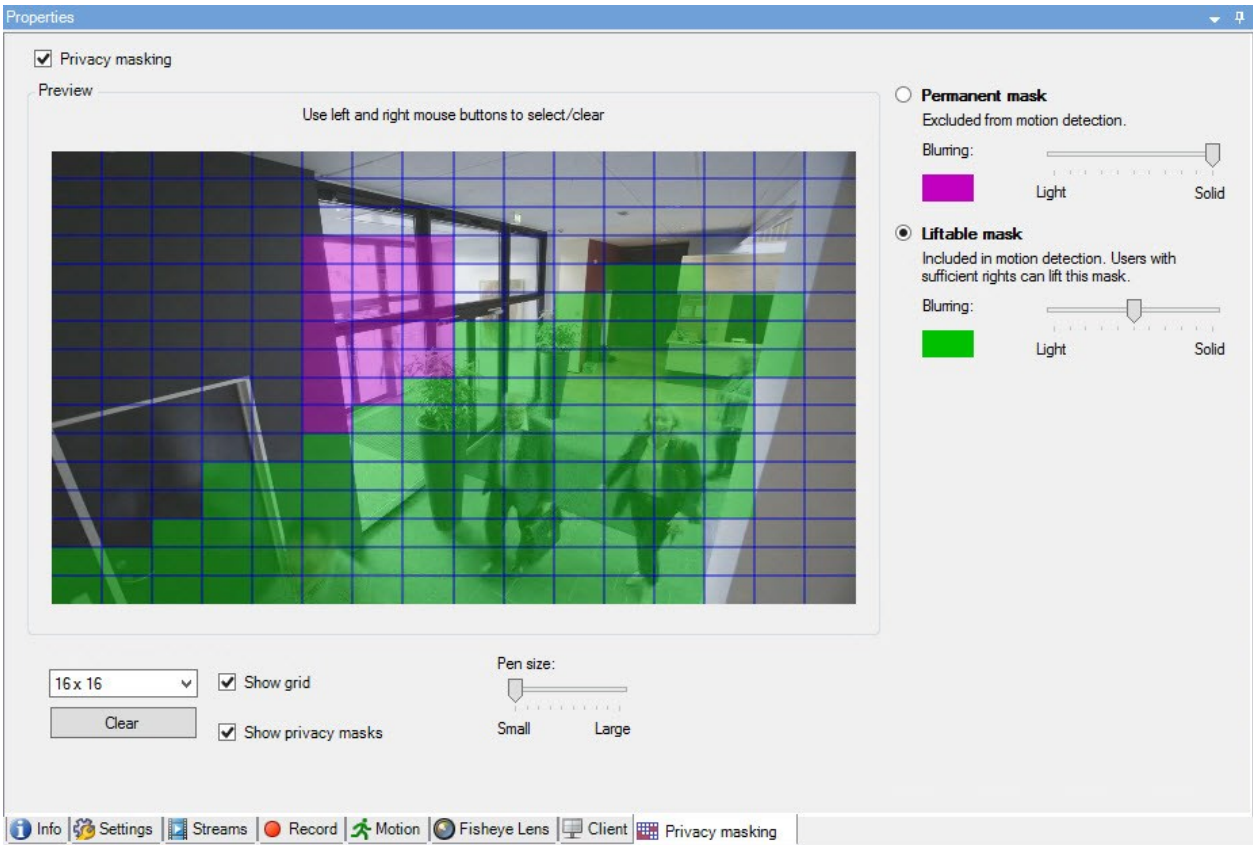 Properties
Privacy masking
Preview
Use left and right mouse buttons to select/clear
Permanent mask
Excluded from motion detection.
Blurring:
Light Solid
Liftable mask
Included in motion detection. Users with
sufficient rights can lift this mask.
Blurring:
Light Solid
16 x 16
Show grid
Pen size:
Clear
Show privacy masks
Small Large
Info Settings Streams Record Motion Fisheye Lens Client Privacy masking